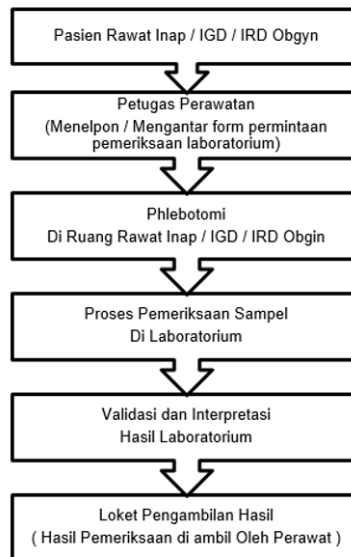 Pasien Rawat Inap / IGD / IRD Obgyn
Petugas Perawatan
(Menelpon / Mengantar form permintaan
pemeriksaan laboratorium)
Phlebotomi
Di Ruang Rawat Inap / IGD / IRD Obgin
Proses Pemeriksaan Sampel
Di Laboratorium
Validasi dan Interpretasi
Hasil Laboratorium
Loket Pengambilan Hasil
( Hasil Pemeriksaan di ambil Oleh Perawat )